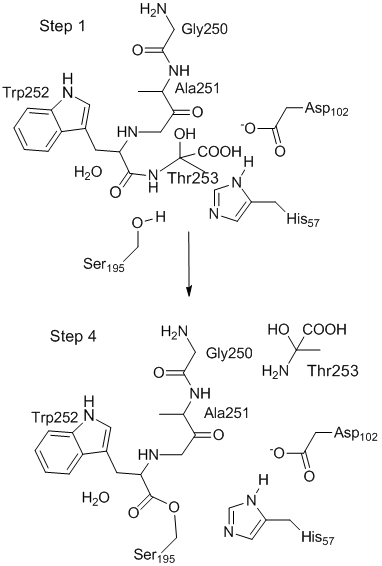 Step 1
H2N
Gly250
O
NH
Trp252
H
N
Ala251
HN
O
OH
COOH
H2O
O
N
H
Thr253
-O
O
Asp102
H
N
N
His57
O H
Ser195
Step 4
H2N
Gly250
HO COOH
H2N
Thr253
O
NH
Trp252
H
N
Ala251
HN
O
H2O
O
O
Ser195
-O
O
Asp102
H
N
N
His57